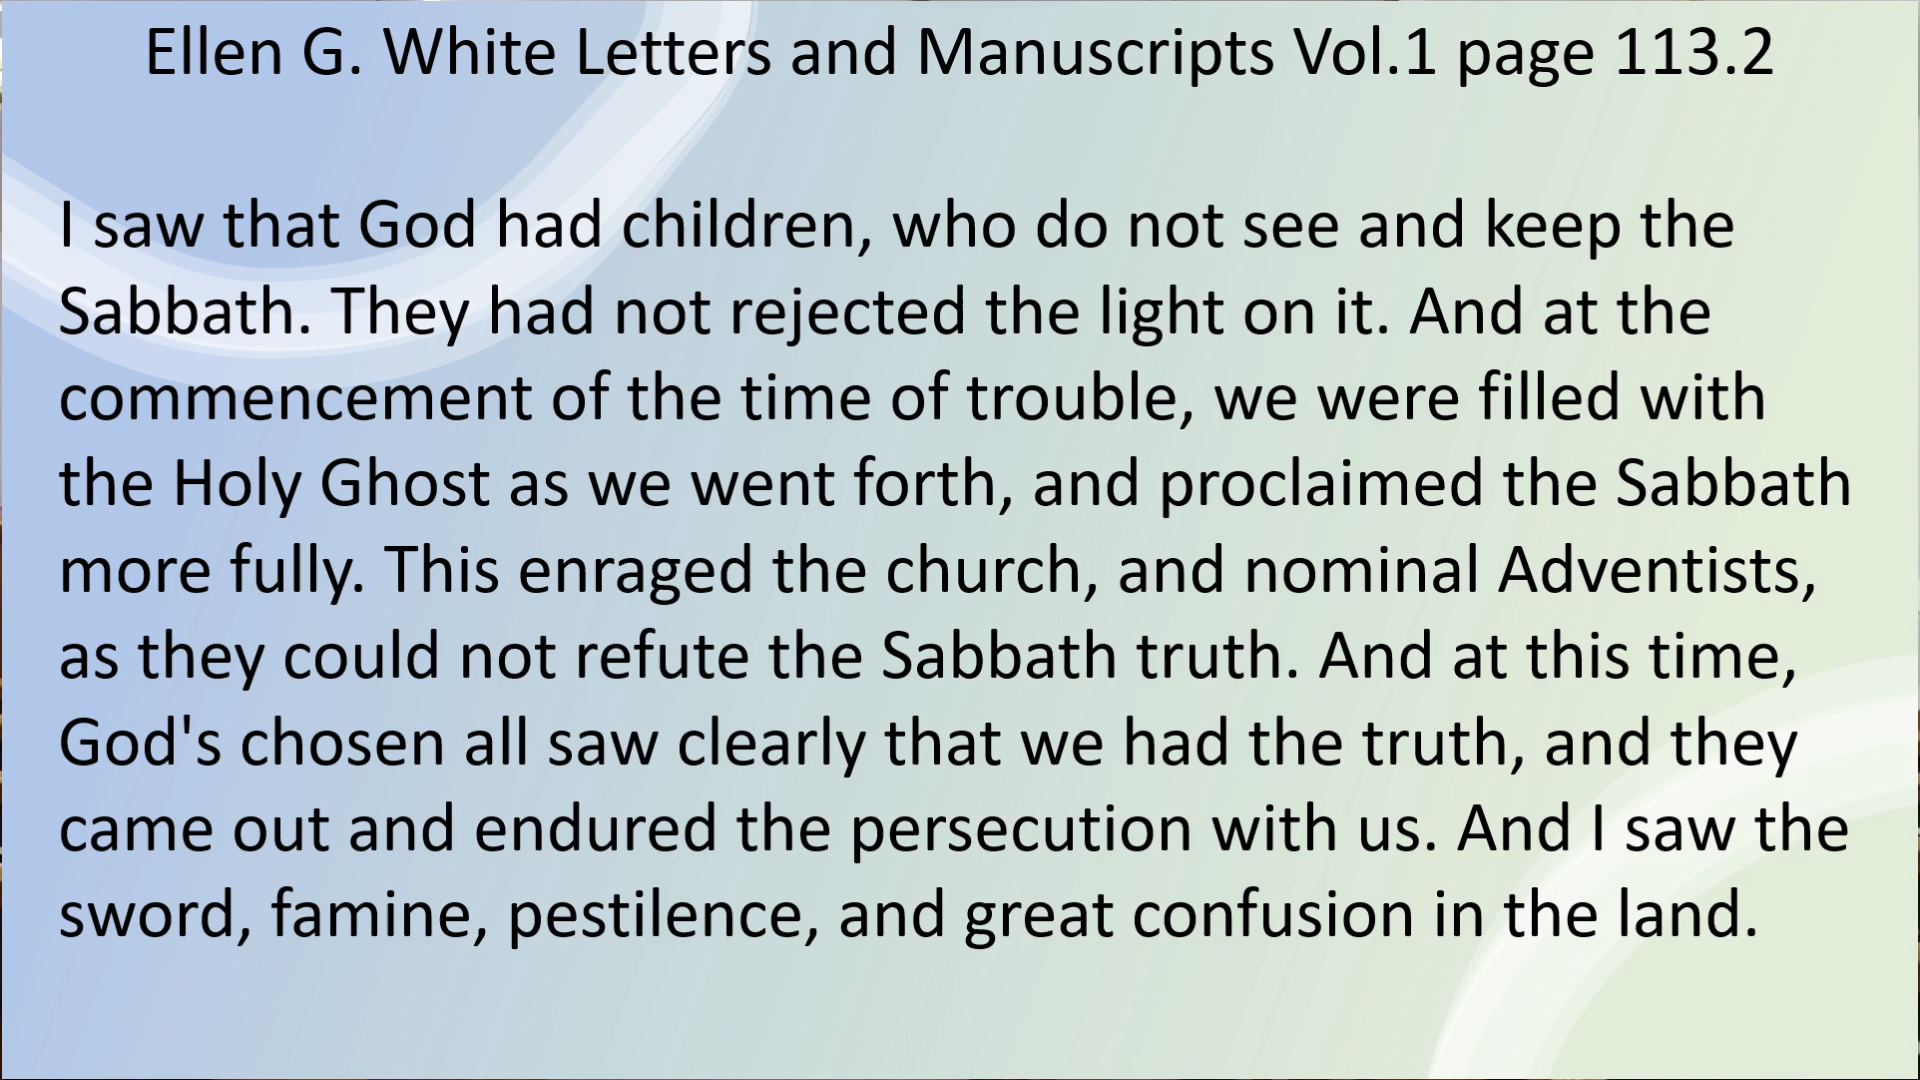 Ellen G. White Letters and Manuscripts Vol.1 page 113.2
I saw that God had children, who do not see and keep the
Sabbath. They had not rejected the light on it. And at the
commencement of the time of trouble, we were filled with
the Holy Ghost as we went forth, and proclaimed the Sabbath
more fully. This enraged the church, and nominal Adventists,
as they could not refute the Sabbath truth. And at this time,
God's chosen all saw clearly that we had the truth, and they
came out and endured the persecution with us. And I saw the
sword, famine, pestilence, and great confusion in the land.